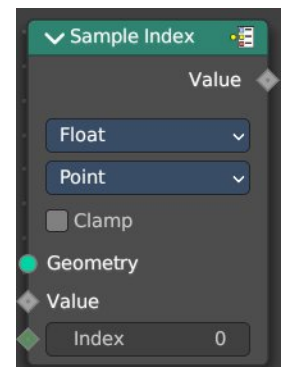 Sample Index
Value
Float
Point
Clamp
Geometry
Value
Index 0